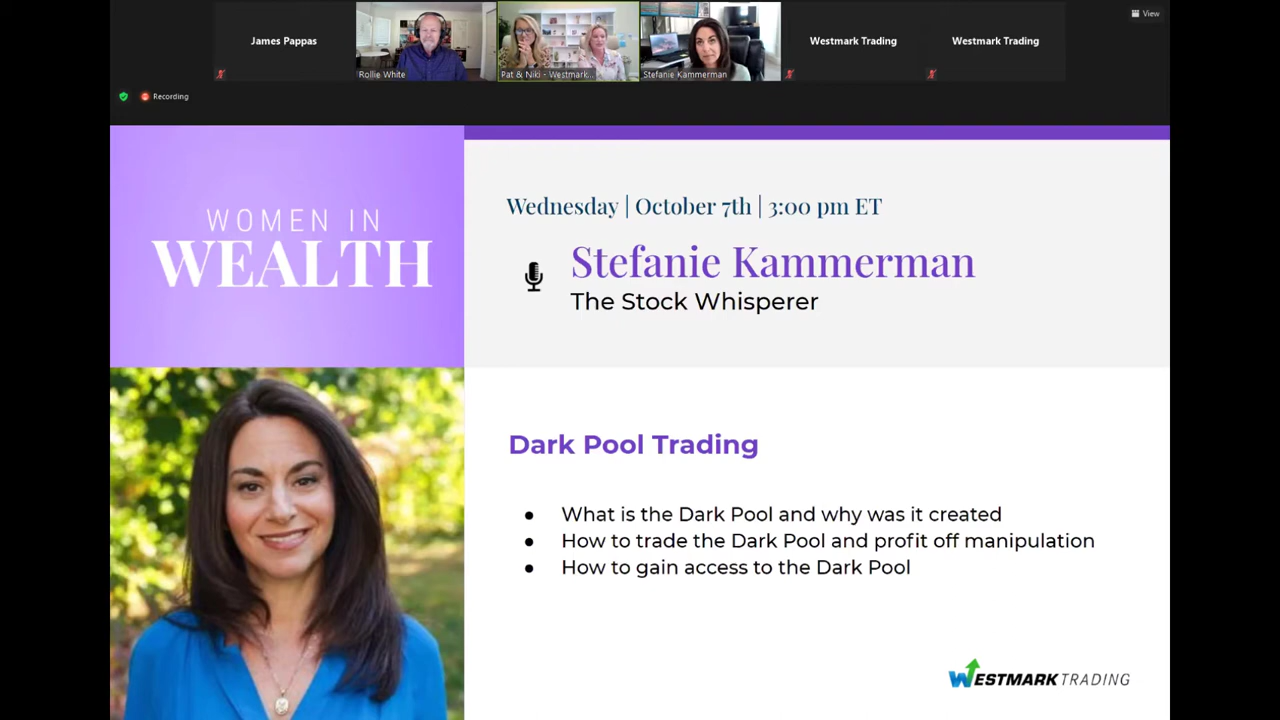 James Pappas
Rollie White
Pat & Niki - Westmark...
Stefanie Kammerman
Westmark Trading
Westmark Trading
View
Recording
WOMEN IN
WEALTH
Wednesday | October 7th | 3:00 pm ET
Stefanie Kammerman
The Stock Whisperer
Dark Pool Trading
● What is the Dark Pool and why was it created
● How to trade the Dark Pool and profit off manipulation
● How to gain access to the Dark Pool
WESTMARK TRADING